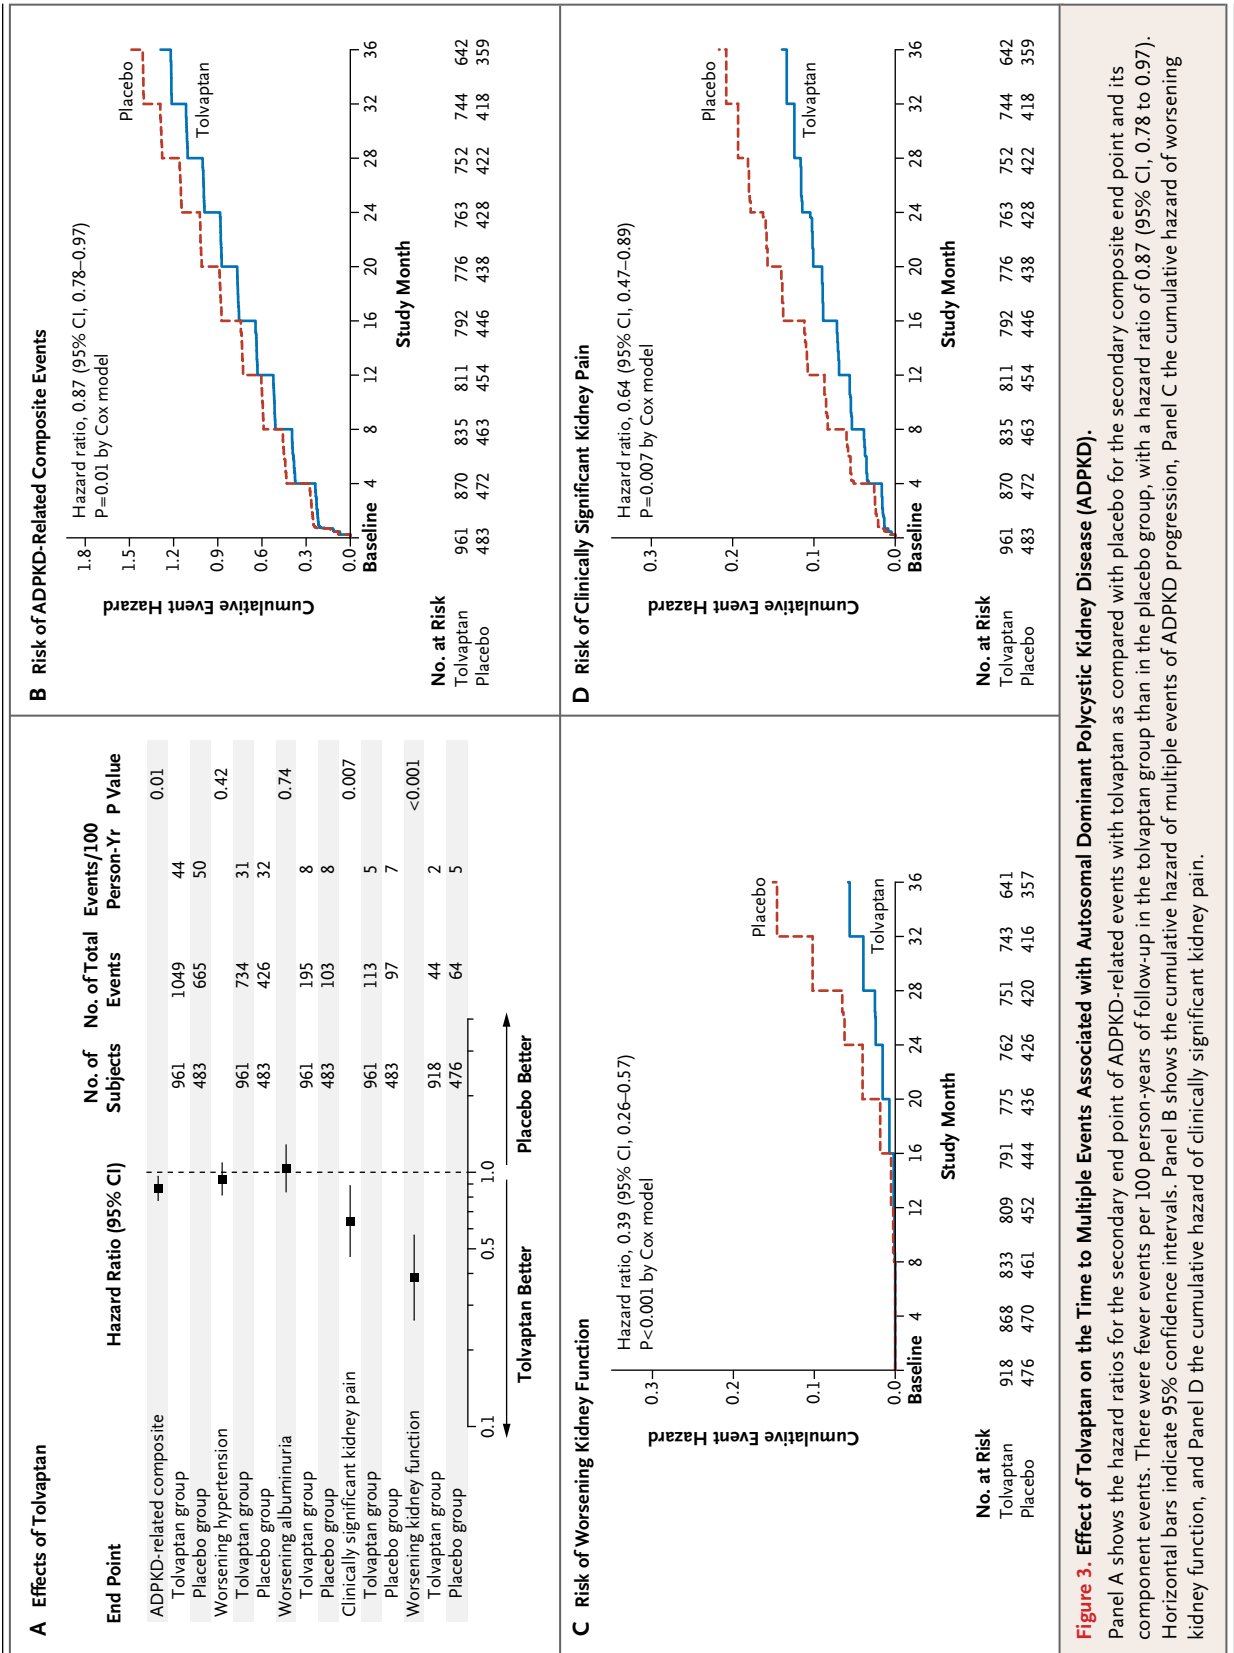 A Effects of Tolvaptan
End Point Hazard Ratio (95% CI) No. of Subjects No. of Total Events Events/100 Person-Yr P Value
ADPKD-related composite 0.01
Tolvaptan group 961 1049 44
Placebo group 483 665 50
Worsening hypertension 0.42
Tolvaptan group 961 734 31
Placebo group 483 426 32
Worsening albuminuria 0.74
Tolvaptan group 961 195 8
Placebo group 483 103 8
Clinically significant kidney pain 0.007
Tolvaptan group 961 113 5
Placebo group 483 97 7
Worsening kidney function <0.001
Tolvaptan group 918 44 2
Placebo group 476 64 5
0.1 0.5 1.0
Tolvaptan Better Placebo Better
B Risk of ADPKD-Related Composite Events
Cumulative Event Hazard
1.8
1.5
1.2
0.9
0.6
0.3
0.0
Hazard ratio, 0.87 (95% CI, 0.78–0.97)
P=0.01 by Cox model
Placebo
Tolvaptan
Baseline 4 8 12 16 20 24 28 32 36
Study Month
No. at Risk
Tolvaptan 961 870 835 811 792 776 763 752 744 642
Placebo 483 472 463 454 446 438 428 422 418 359
C Risk of Worsening Kidney Function
Cumulative Event Hazard
0.3
0.2
0.1
0.0
Hazard ratio, 0.39 (95% CI, 0.26–0.57)
P<0.001 by Cox model
Placebo
Tolvaptan
Baseline 4 8 12 16 20 24 28 32 36
Study Month
No. at Risk
Tolvaptan 918 868 833 809 791 775 762 751 743 641
Placebo 476 470 461 452 444 436 426 420 416 357
D Risk of Clinically Significant Kidney Pain
Cumulative Event Hazard
0.3
0.2
0.1
0.0
Hazard ratio, 0.64 (95% CI, 0.47–0.89)
P=0.007 by Cox model
Placebo
Tolvaptan
Baseline 4 8 12 16 20 24 28 32 36
Study Month
No. at Risk
Tolvaptan 961 870 835 811 792 776 763 752 744 642
Placebo 483 472 463 454 446 438 428 422 418 359
Figure 3. Effect of Tolvaptan on the Time to Multiple Events Associated with Autosomal Dominant Polycystic Kidney Disease (ADPKD).
Panel A shows the hazard ratios for the secondary end point of ADPKD-related events with tolvaptan as compared with placebo for the secondary composite end point and its
component events. There were fewer events per 100 person-years of follow-up in the tolvaptan group than in the placebo group, with a hazard ratio of 0.87 (95% CI, 0.78 to 0.97).
Horizontal bars indicate 95% confidence intervals. Panel B shows the cumulative hazard of multiple events of ADPKD progression, Panel C the cumulative hazard of worsening
kidney function, and Panel D the cumulative hazard of clinically significant kidney pain.